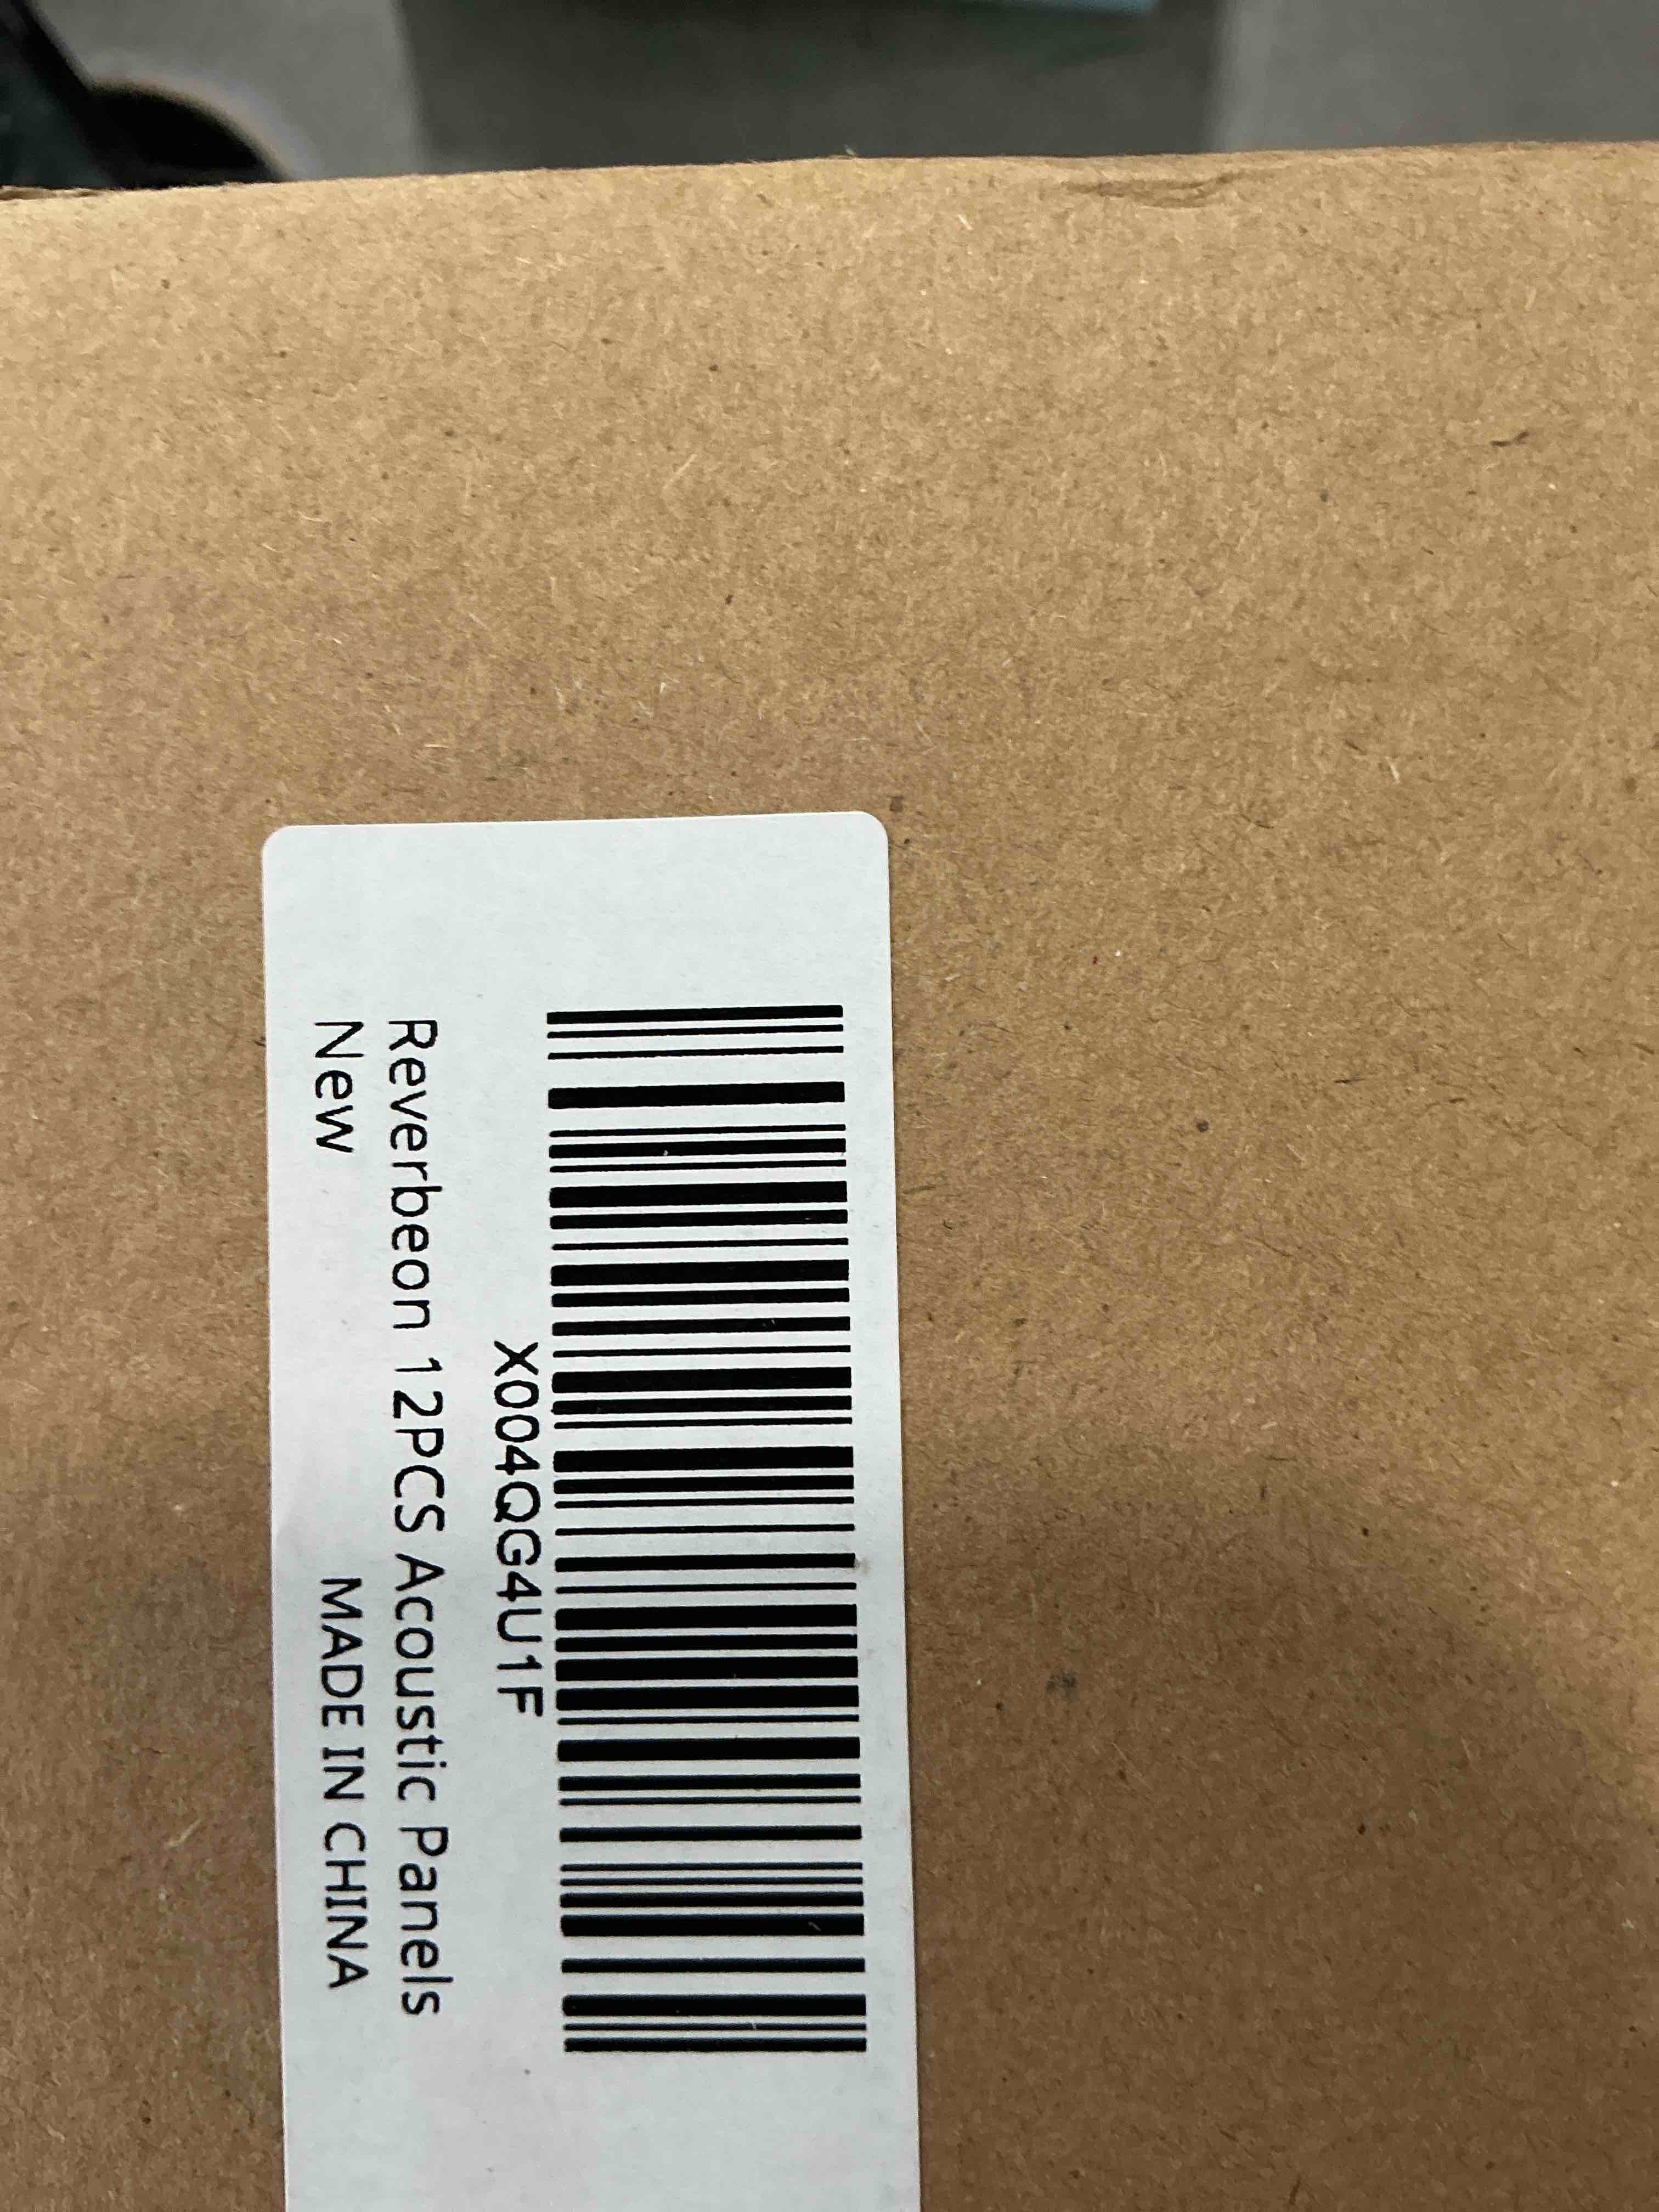 X004QG4U1F
Reverbeon 12PCS Acoustic Panels
New MADE IN CHINA